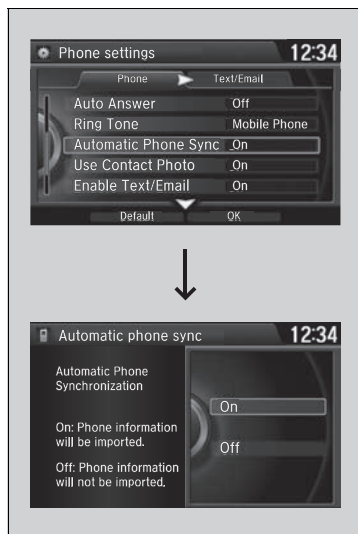 Phone settings 12:34
Phone Text/Email
Auto Answer Off
Ring Tone Mobile Phone
Automatic Phone Sync On
Use Contact Photo On
Enable Text/Email On
Default OK
Automatic phone sync 12:34
Automatic Phone
Synchronization
On: Phone information
will be imported.
Off: Phone information
will not be imported.
On
Off